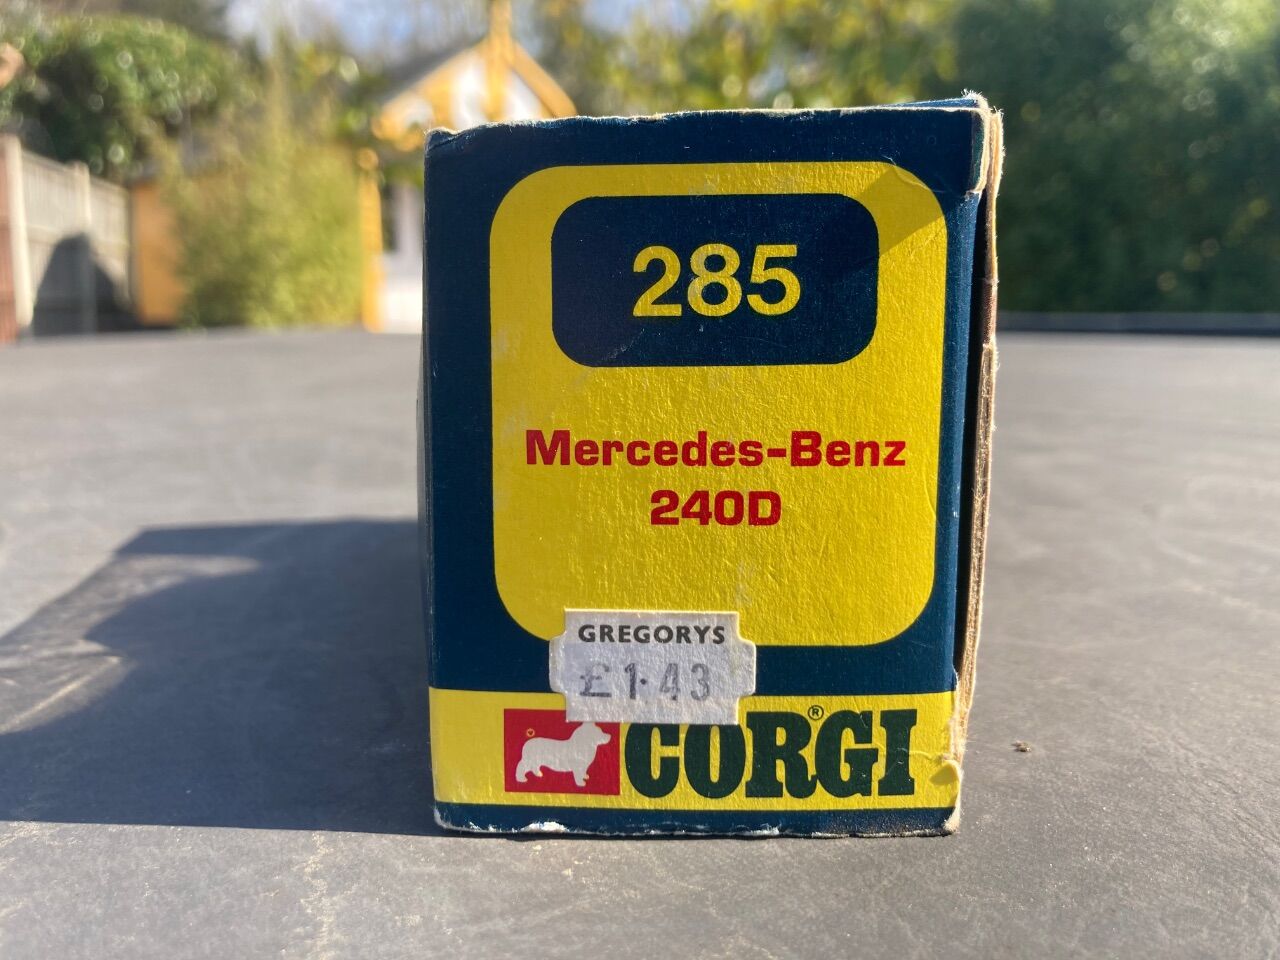 285
Mercedes-Benz
240D
GREGORYS
£1.43
CORGI®